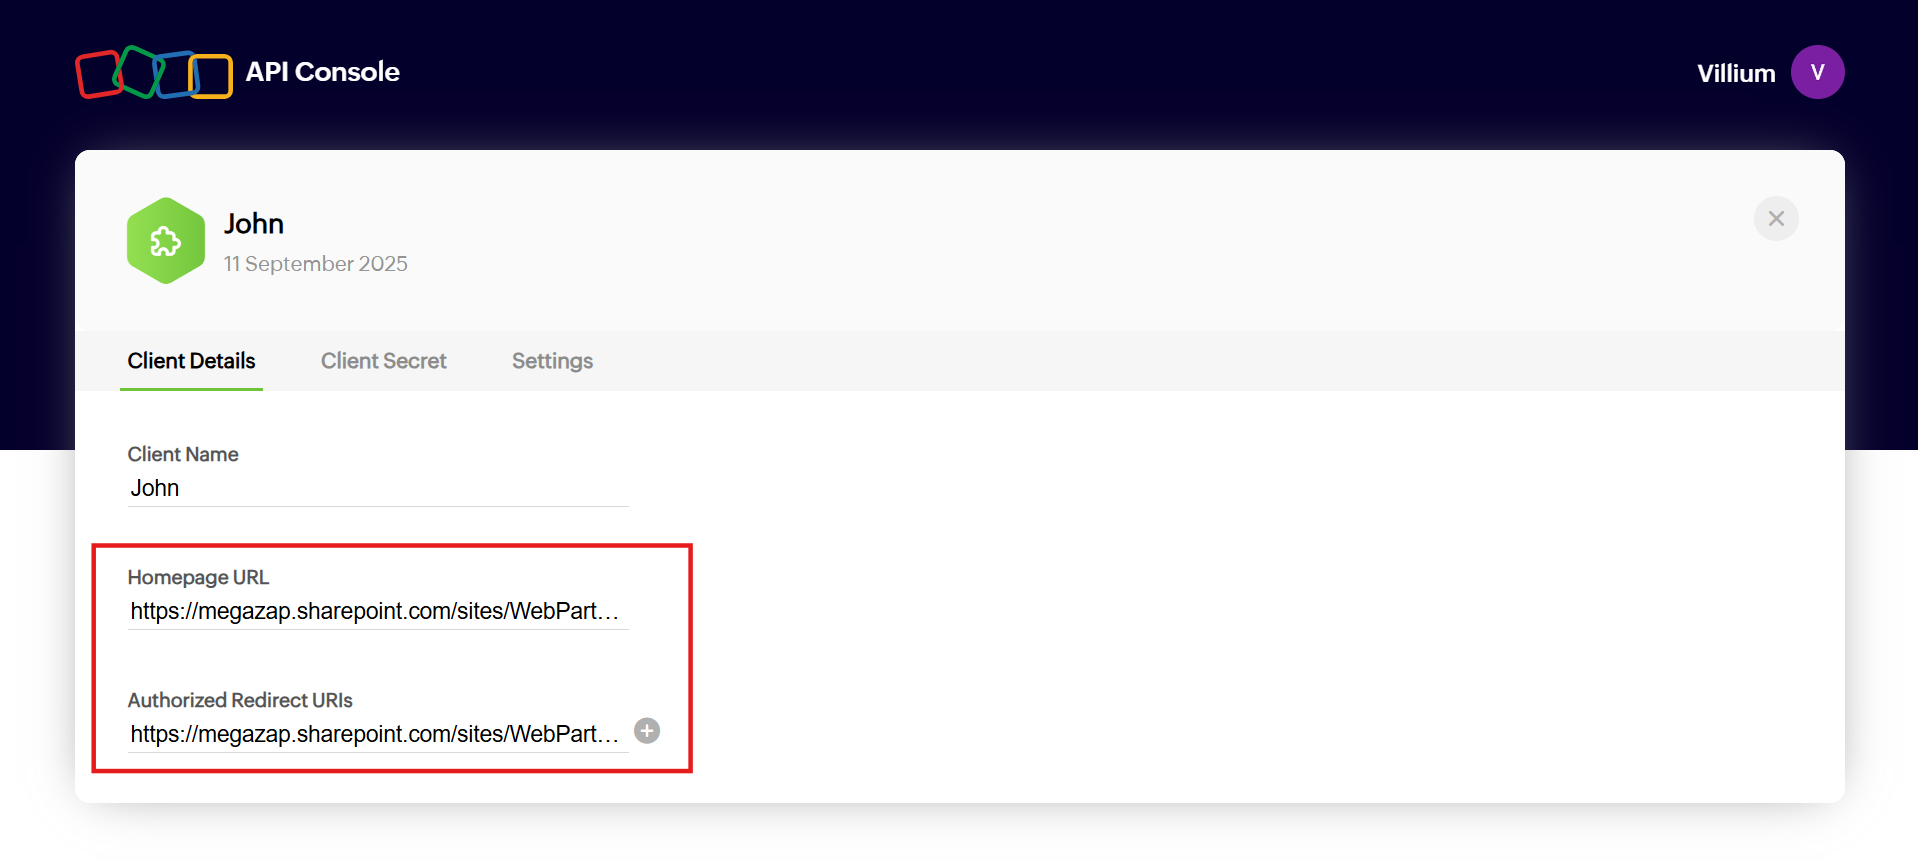 API Console
Villium
V
John
11 September 2025
Client Details
Client Secret
Settings
Client Name
John
Homepage URL
https://megazap.sharepoint.com/sites/WebPart...
Authorized Redirect URIs
https://megazap.sharepoint.com/sites/WebPart...